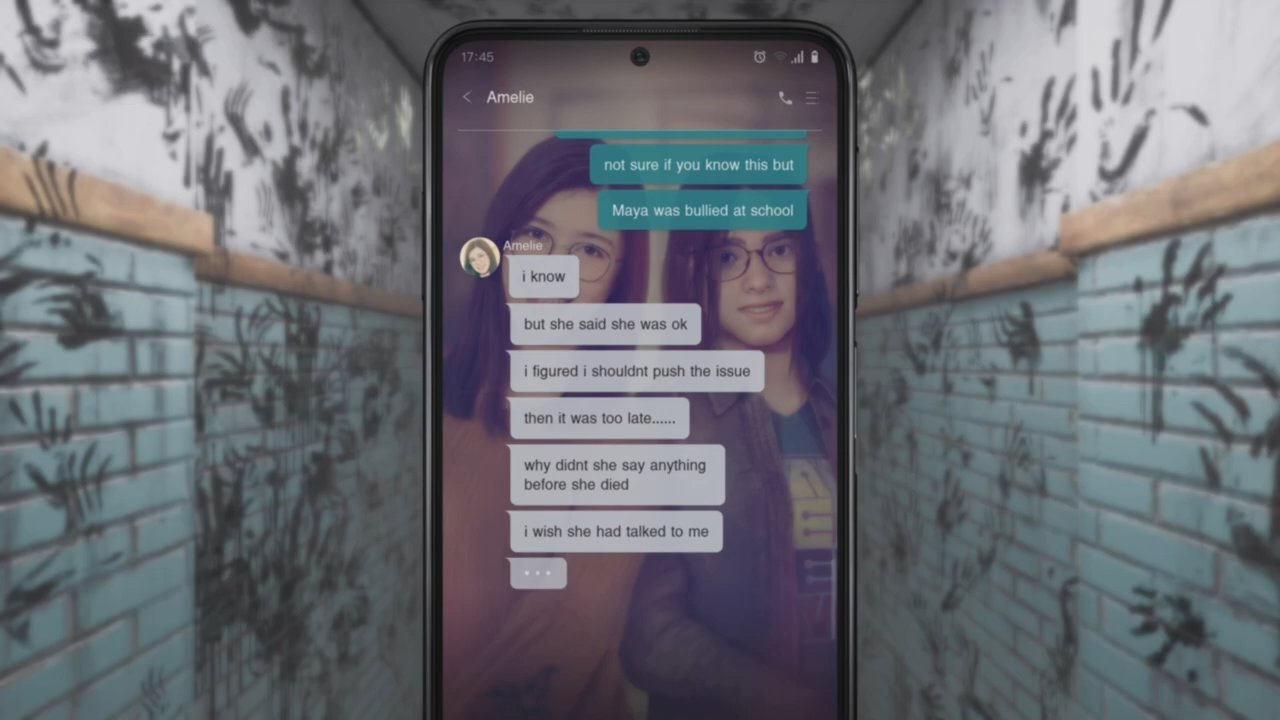 17:45
Amelie
not sure if you know this but
Maya was bullied at school
Amelie
i know
but she said she was ok
i figured i shouldnt push the issue
then it was too late......
why didnt she say anything
before she died
i wish she had talked to me